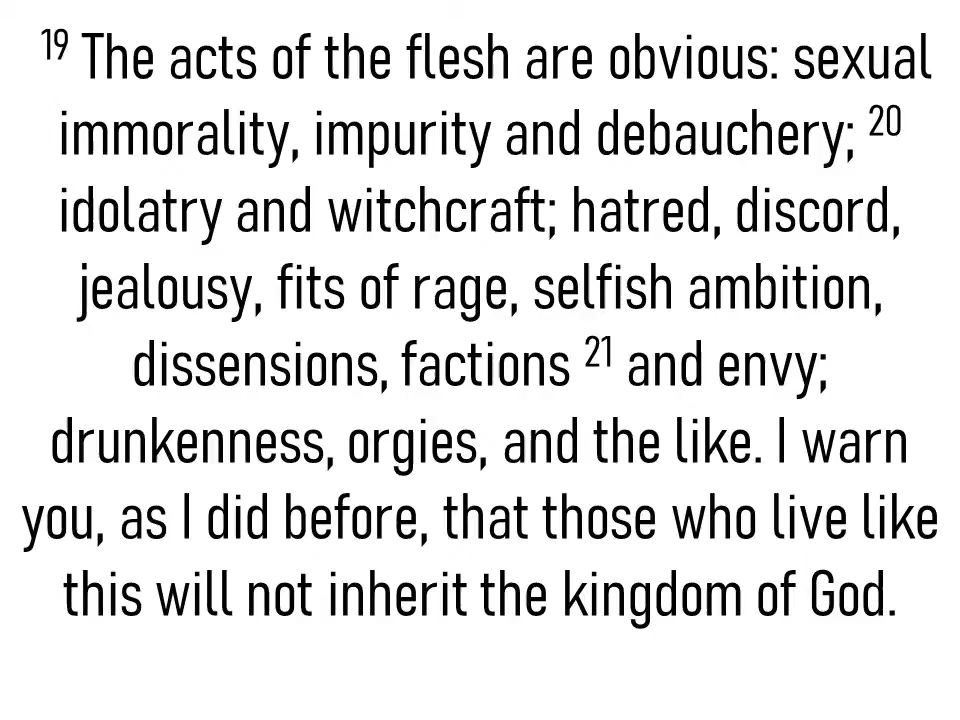 19 The acts of the flesh are obvious: sexual
immorality, impurity and debauchery; 20
idolatry and witchcraft; hatred, discord,
jealousy, fits of rage, selfish ambition,
dissensions, factions 21 and envy;
drunkenness, orgies, and the like. I warn
you, as I did before, that those who live like
this will not inherit the kingdom of God.